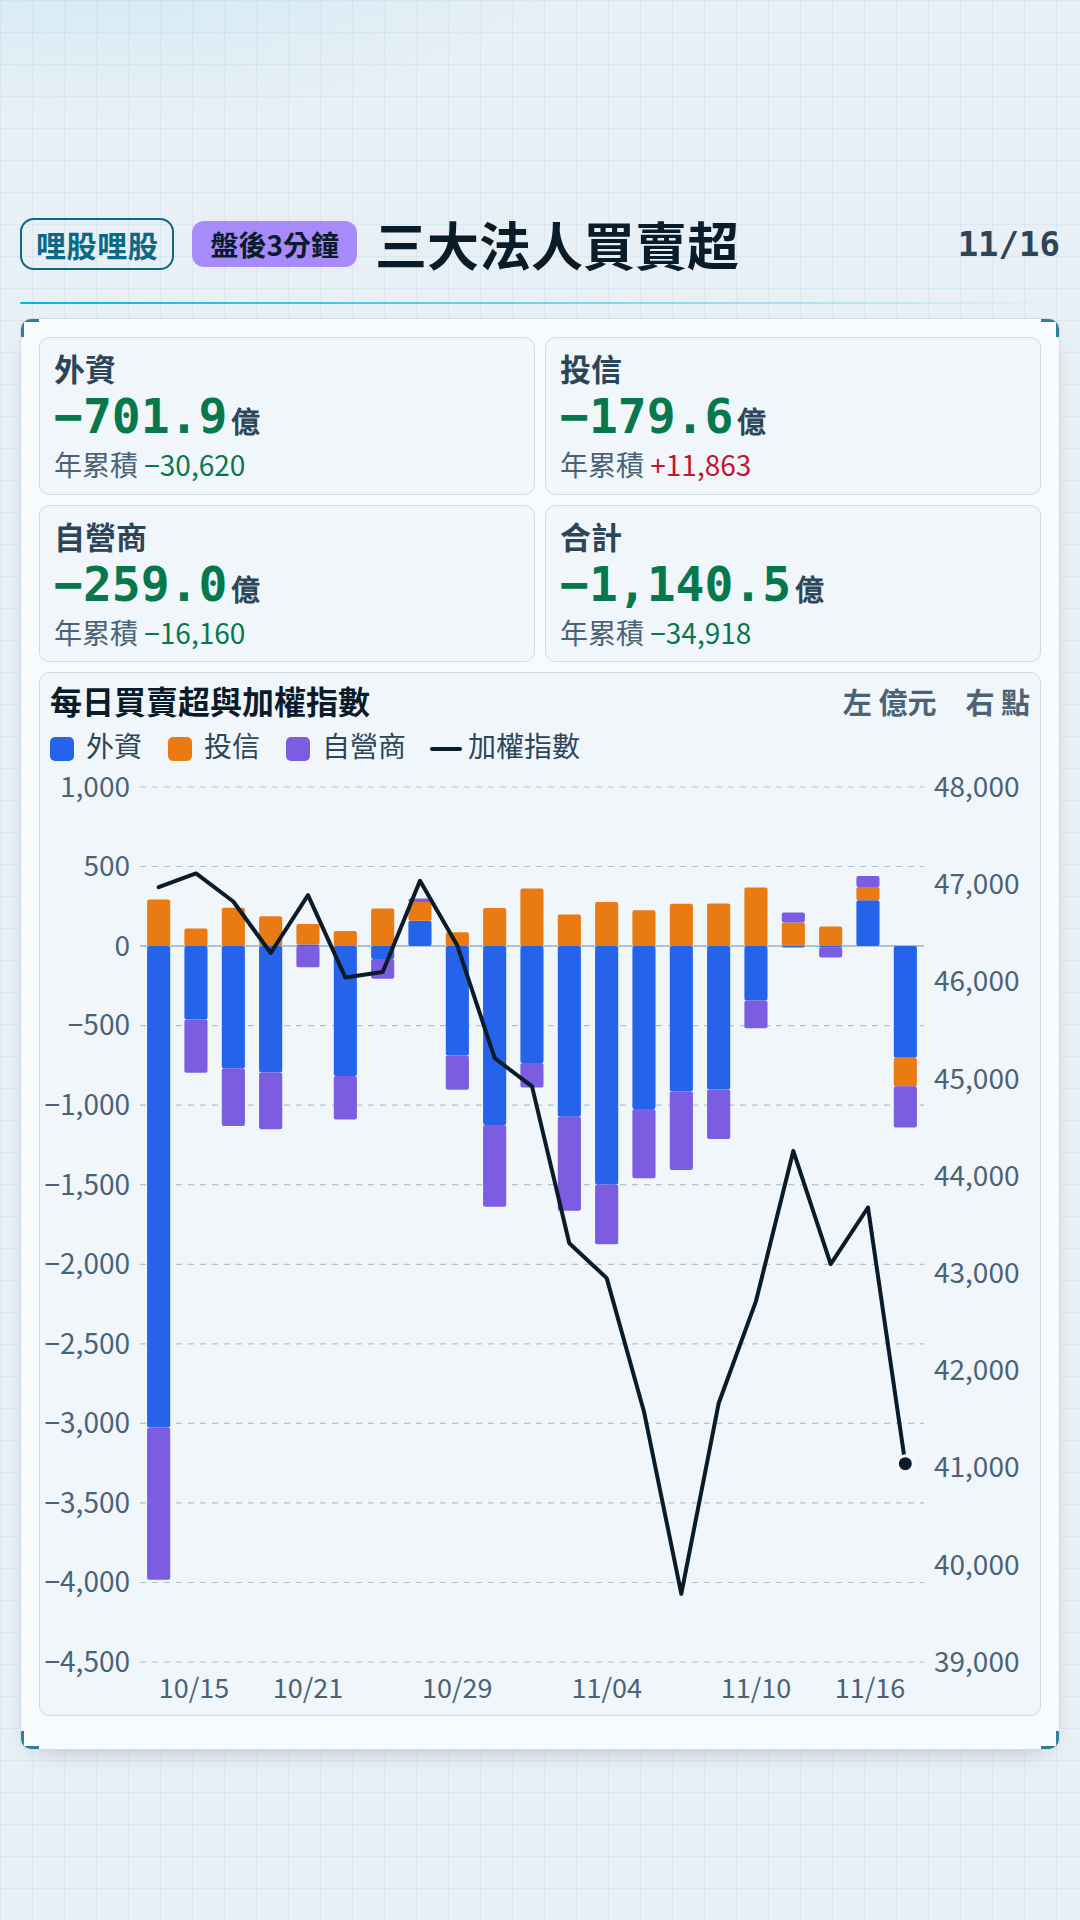 哩股哩股 盤後3分鐘 三大法人買賣超 11/16
外資
−701.9億
年累積 −30,620
投信
−179.6億
年累積 +11,863
自營商
−259.0億
年累積 −16,160
合計
−1,140.5億
年累積 −34,918
每日買賣超與加權指數 左 億元 右 點
外資 投信 自營商 加權指數
1,000 48,000
500
47,000
0
46,000
−500
45,000
−1,000
44,000
−1,500
43,000
−2,000
−2,500
42,000
−3,000
41,000
−3,500
40,000
−4,000
−4,500 39,000
10/15 10/21 10/29 11/04 11/10 11/16